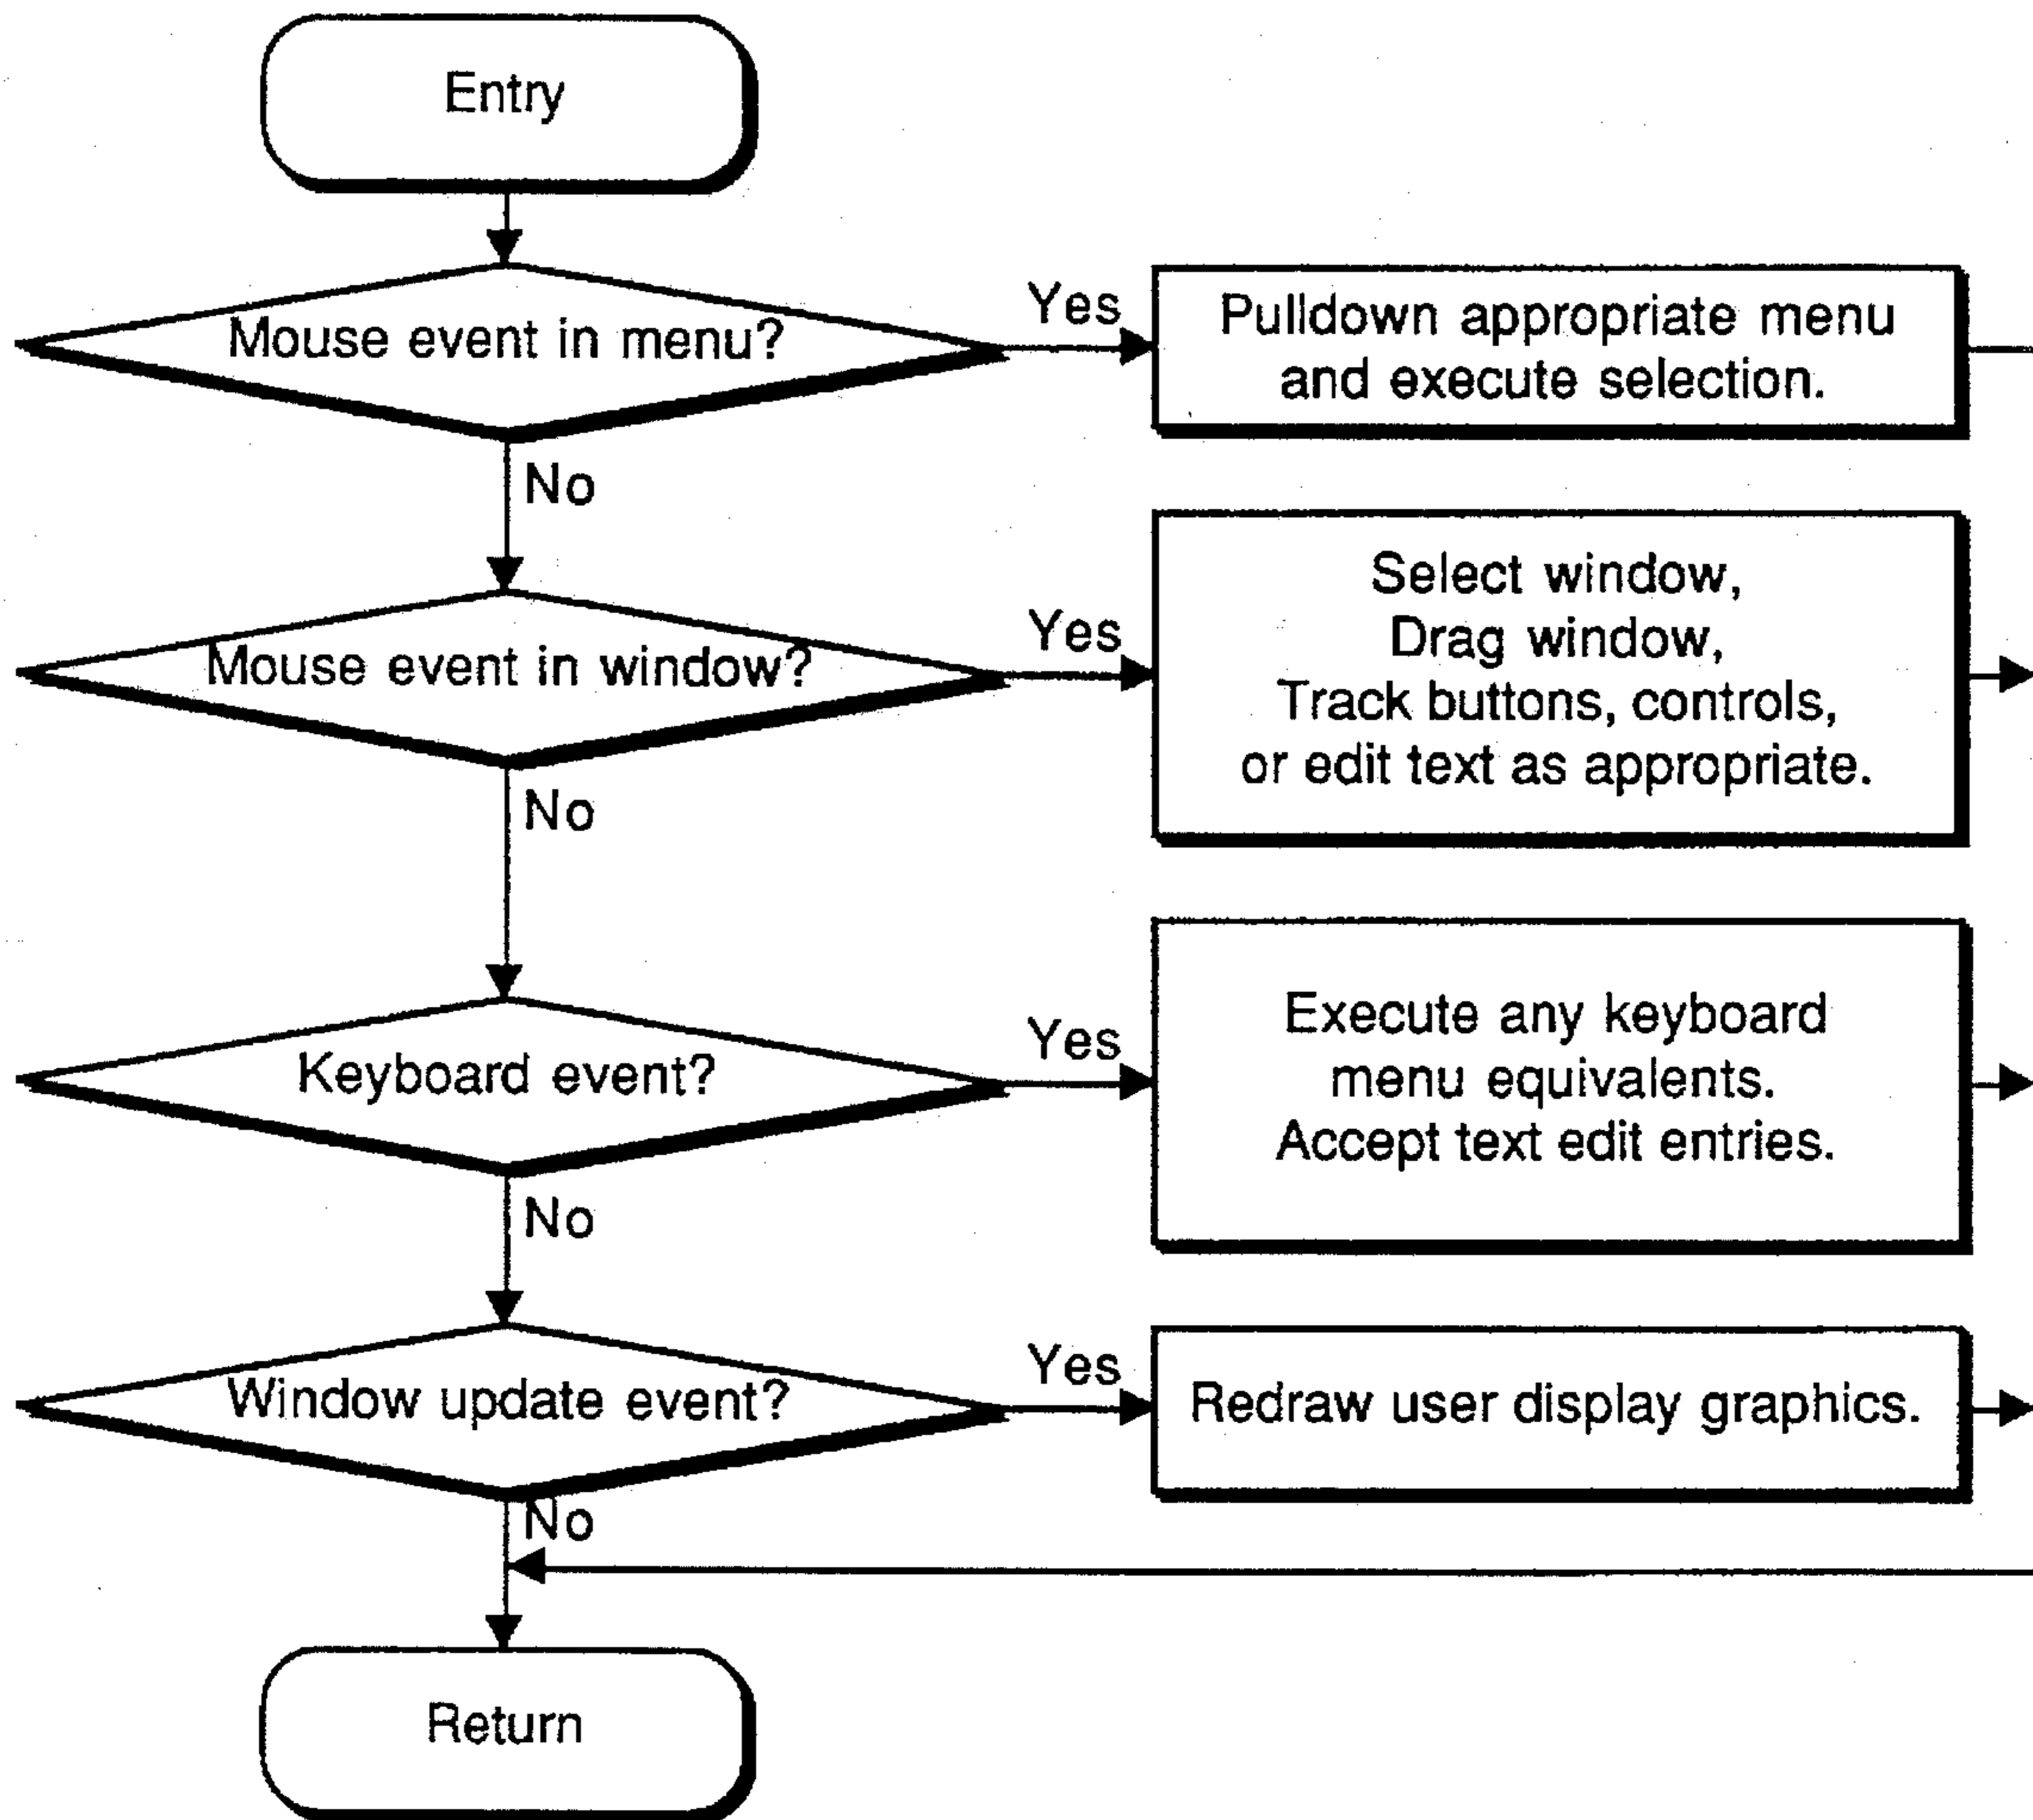 Entry
Mouse event in menu?
Yes
Pulldown appropriate menu
and execute selection.
No
Mouse event in window?
Yes
Select window,
Drag window,
Track buttons, controls,
or edit text as appropriate.
No
Keyboard event?
Yes
Execute any keyboard
menu equivalents.
Accept text edit entries.
No
Window update event?
Yes
Redraw user display graphics.
No
Return